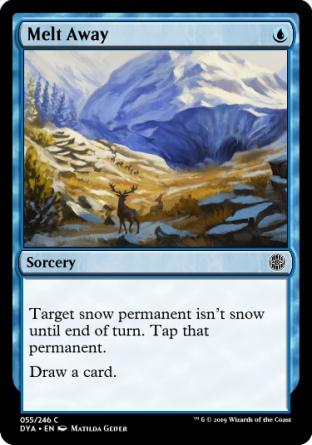 Melt Away
Sorcery
Target snow permanent isn't snow
until end of turn. Tap that
permanent.
Draw a card.
055/246 C
DYA • EN Matilda Geifer
™ & © 2019 Wizards of the Coast